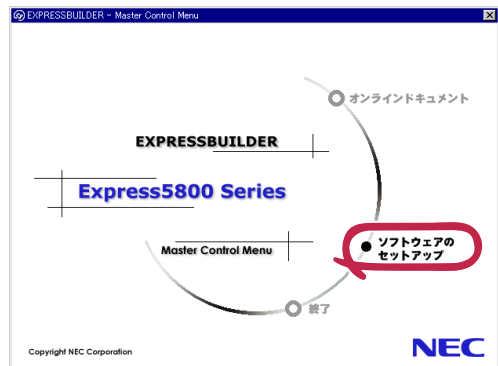 EXPRESSBUILDER - Master Control Menu
オンラインドキュメント
EXPRESSBUILDER
Express5800 Series
Master Control Menu
ソフトウェアの
セットアップ
終了
Copyright NEC Corporation
NEC